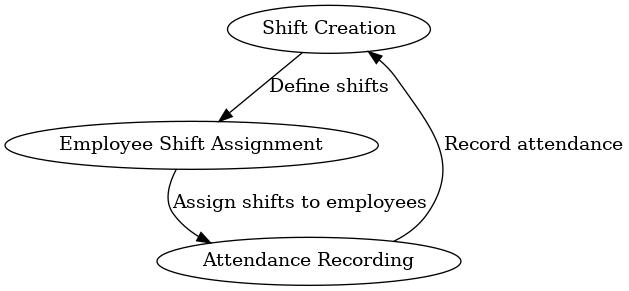 Shift Creation
Define shifts
Employee Shift Assignment
Record attendance
Assign shifts to employees
Attendance Recording